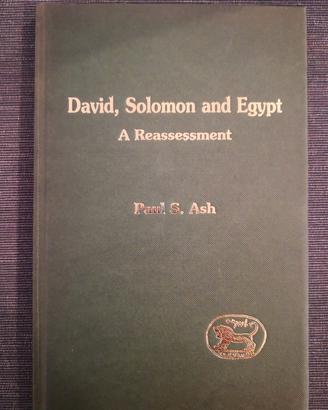 David, Solomon and Egypt
A Reassessment
Paul S. Ash